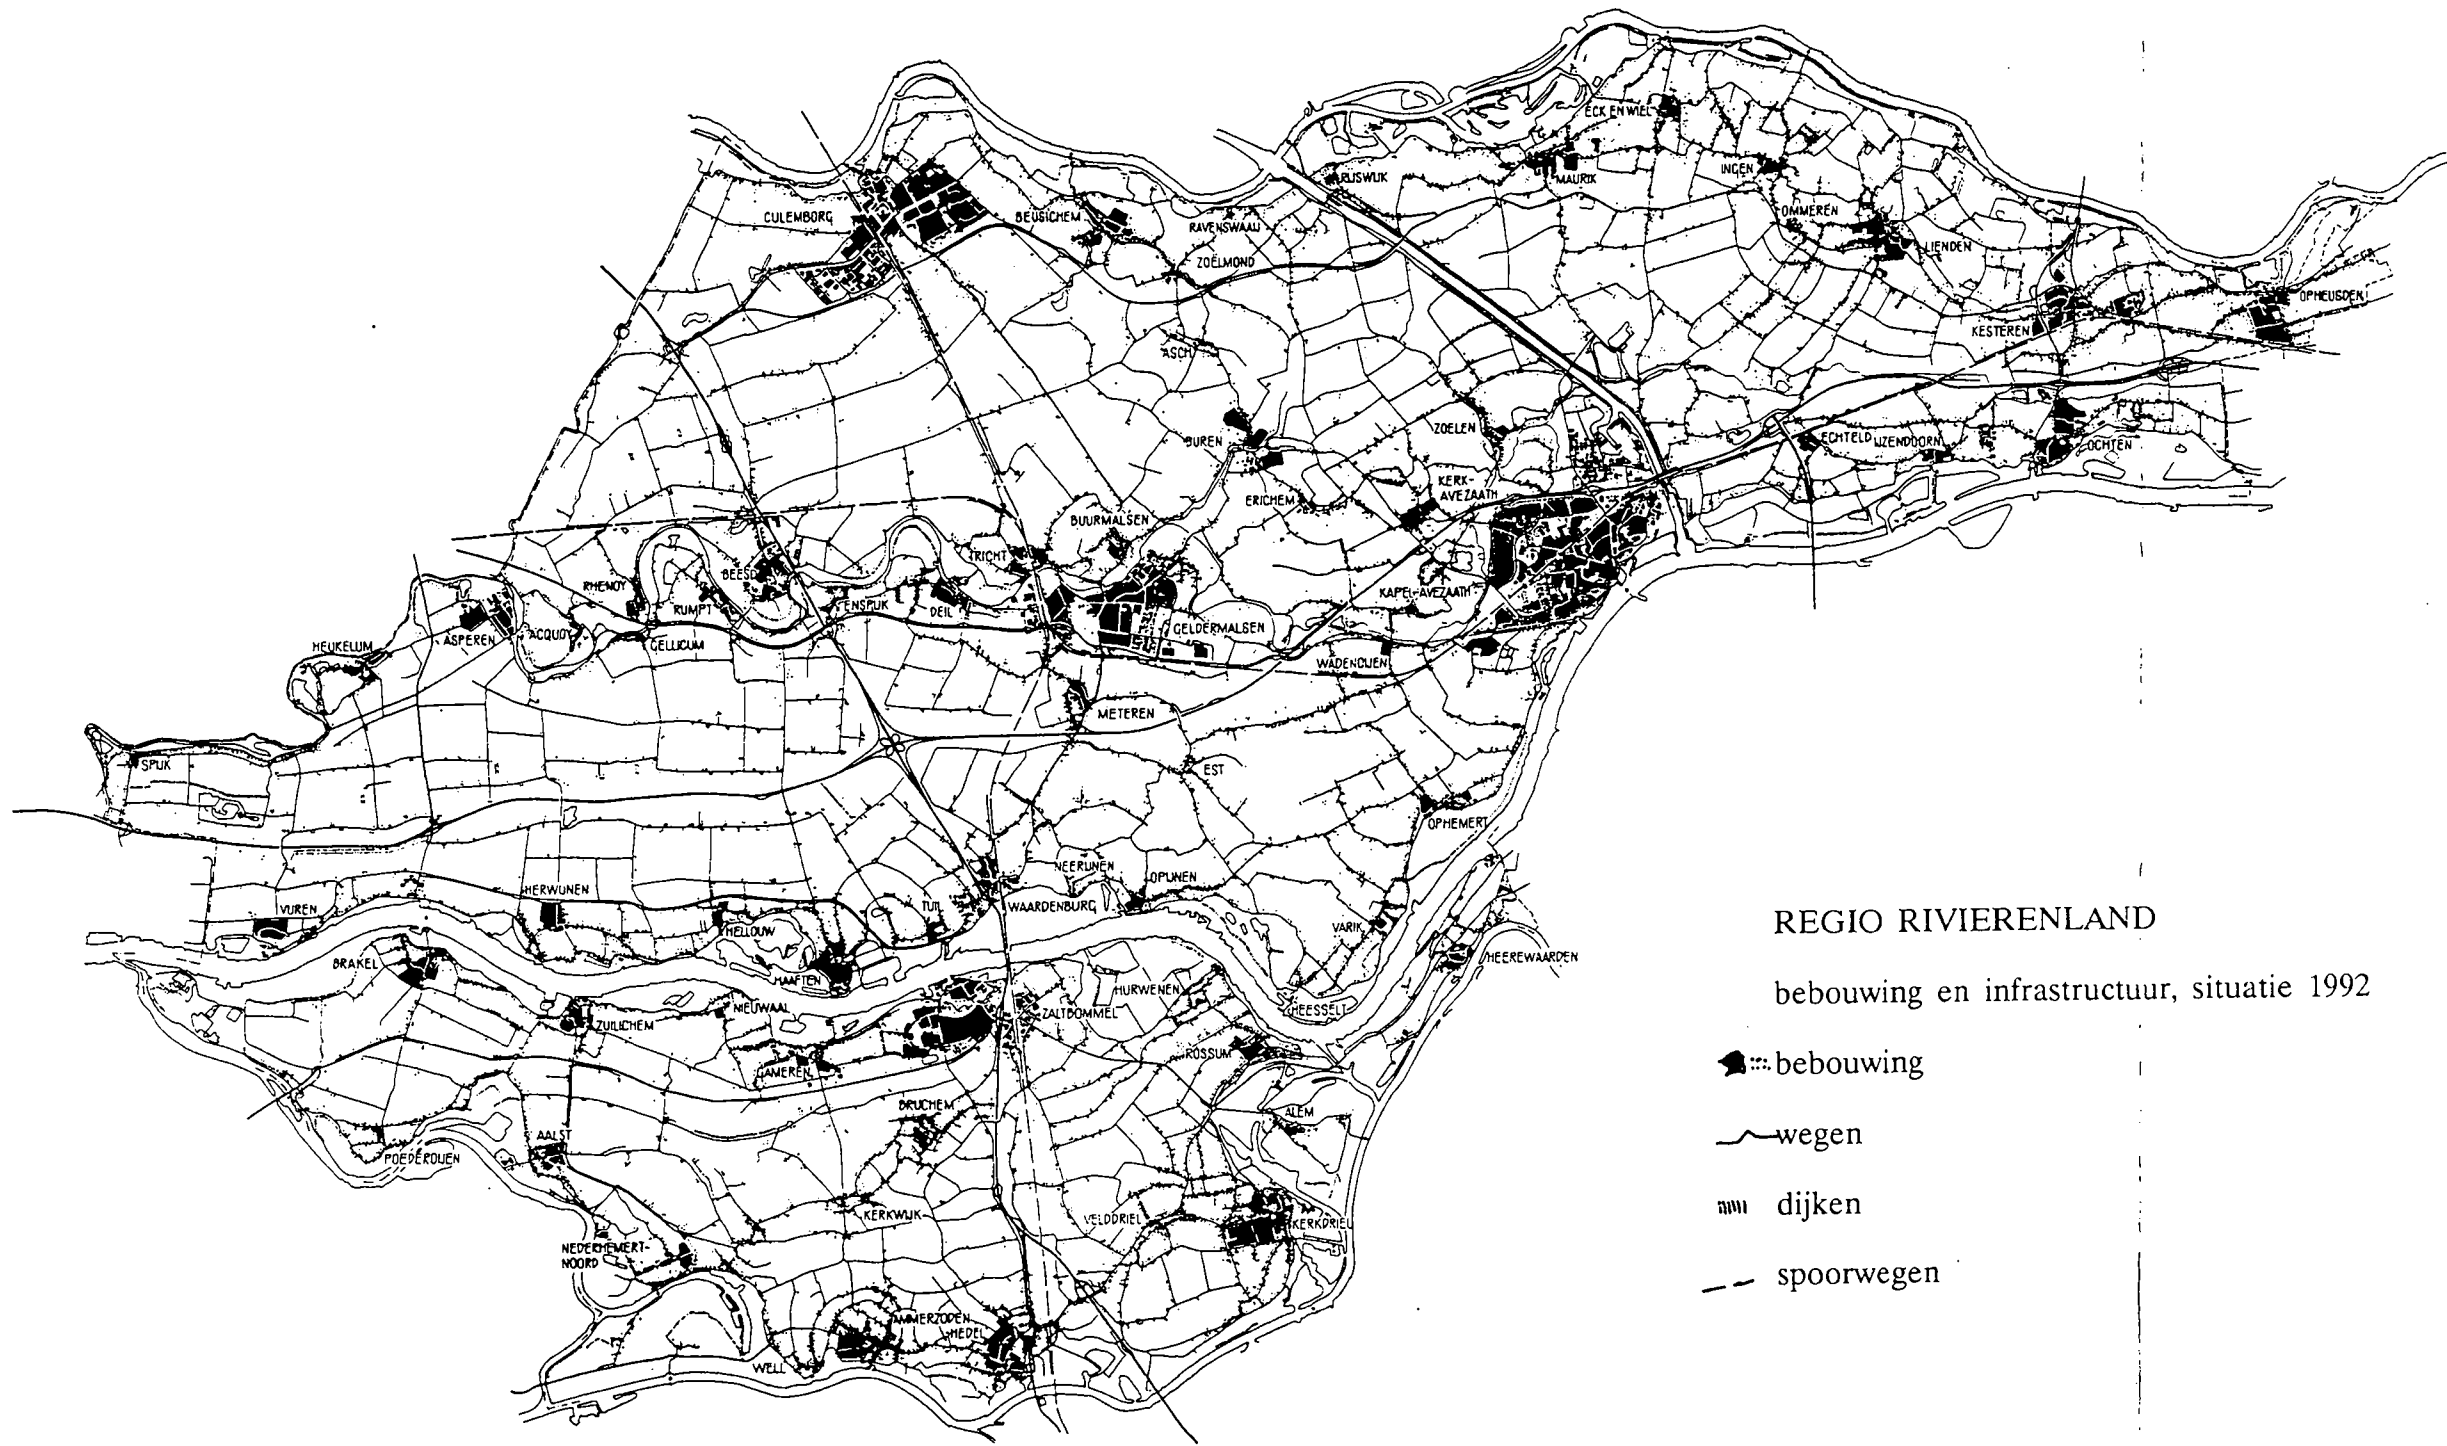 ECK EN WIEL
RIJSWIJK
MAURIK
INGEN
CULEMBORG
BEUSICHEM
RAVENSWAAIJ
OMMEREN
LIENDEN
ZOELMOND
OPHEUSDEN
KESTEREN
ASCH
BUREN
ZOELEN
ECHTELD
IJZENDOORN
OCHTEN
KERK-
AVEZAATH
ERICHEM
BUURMALSEN
TRICHT
BEESD
RHENOY
RUMPT
ENSPIJK
DEIL
KAPEL-AVEZAATH
GELDERMALSEN
ASPEREN
ACQUOY
GELLICUM
HEUKELUM
WADENOIJEN
METEREN
SPIJK
EST
OPHEMERT
HERWIJNEN
NEERIJNEN
OPIJNEN
VUREN
TUIL
WAARDENBURG
HELLOUW
VARIK
REGIO RIVIERENLAND
HEEREWAARDEN
BRAKEL
HAAFTEN
HURWENEN
bebouwing en infrastructuur, situatie 1992
NIEUWAAL
ZALTBOMMEL
HEESSELT
ZUILICHEM
ROSSUM
bebouwing
GAMEREN
BRUCHEM
ALEM
AALST
wegen
POEDEROIJEN
KERKWIJK
VELDDRIEL
KERKDRIEL
dijken
NEDERHEMERT-
NOORD
spoorwegen
AMMERZODEN
HEDEL
WELL